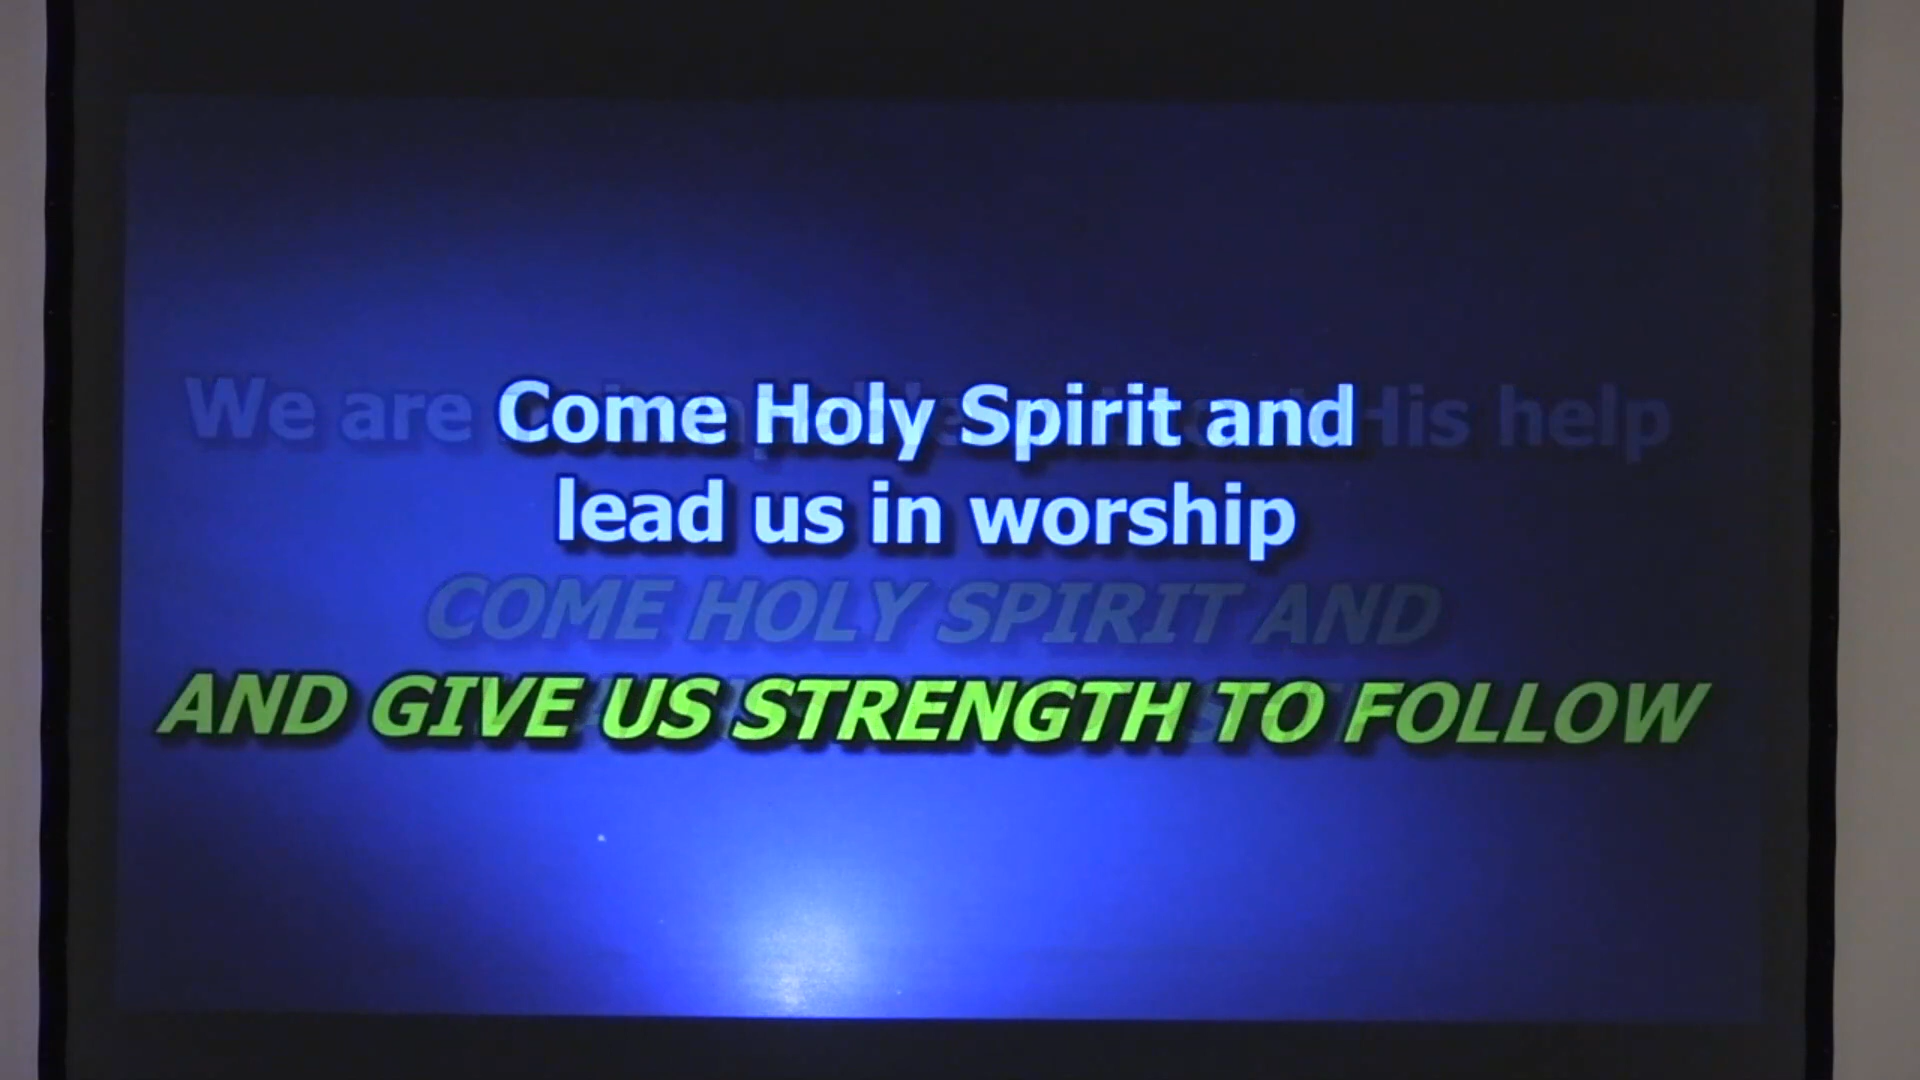 Come Holy Spirit and
lead us in worship
AND GIVE US STRENGTH TO FOLLOW
We are
His help
COME HOLY SPIRIT AND